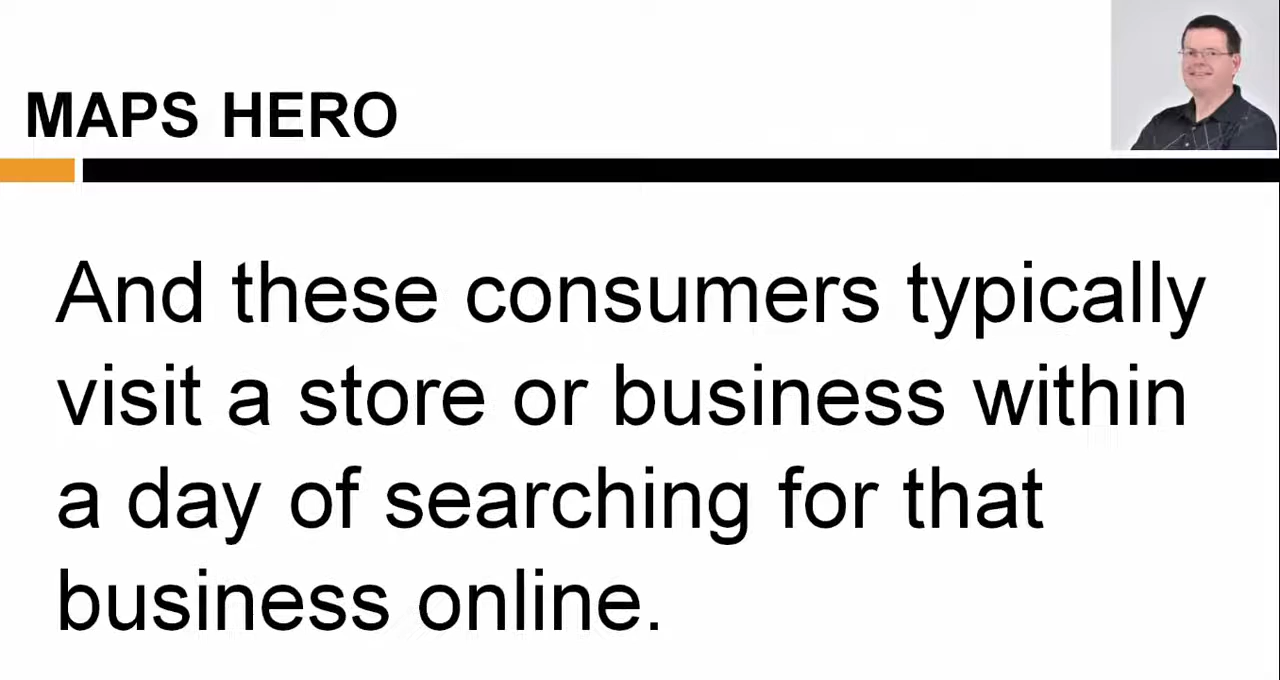 MAPS HERO
And these consumers typically
visit a store or business within
a day of searching for that
business online.